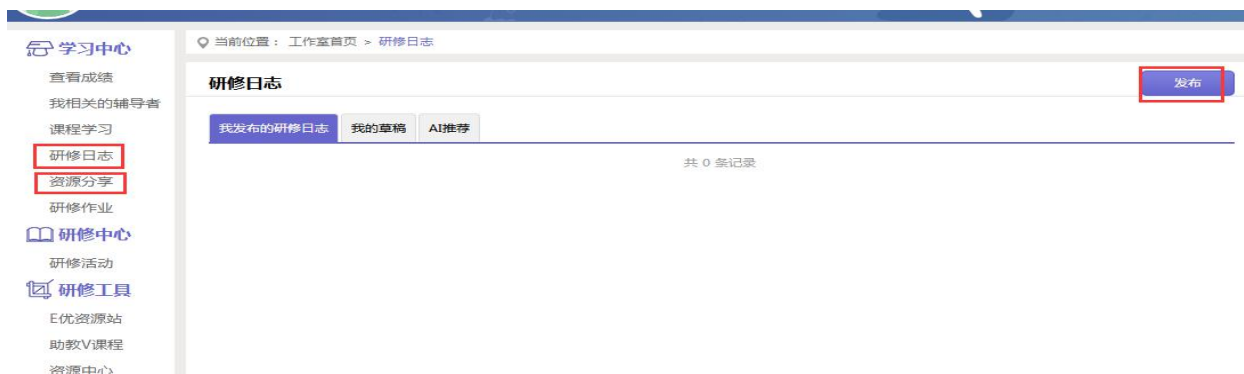 学习中心
查看成绩
我相关的辅导者
课程学习
研修日志
资源分享
研修作业
研修中心
研修活动
研修工具
E优资源站
助教V课程
资源中心
当前位置： 工作室首页 > 研修日志
研修日志
发布
我发布的研修日志 我的草稿 AI推荐
共 0 条记录